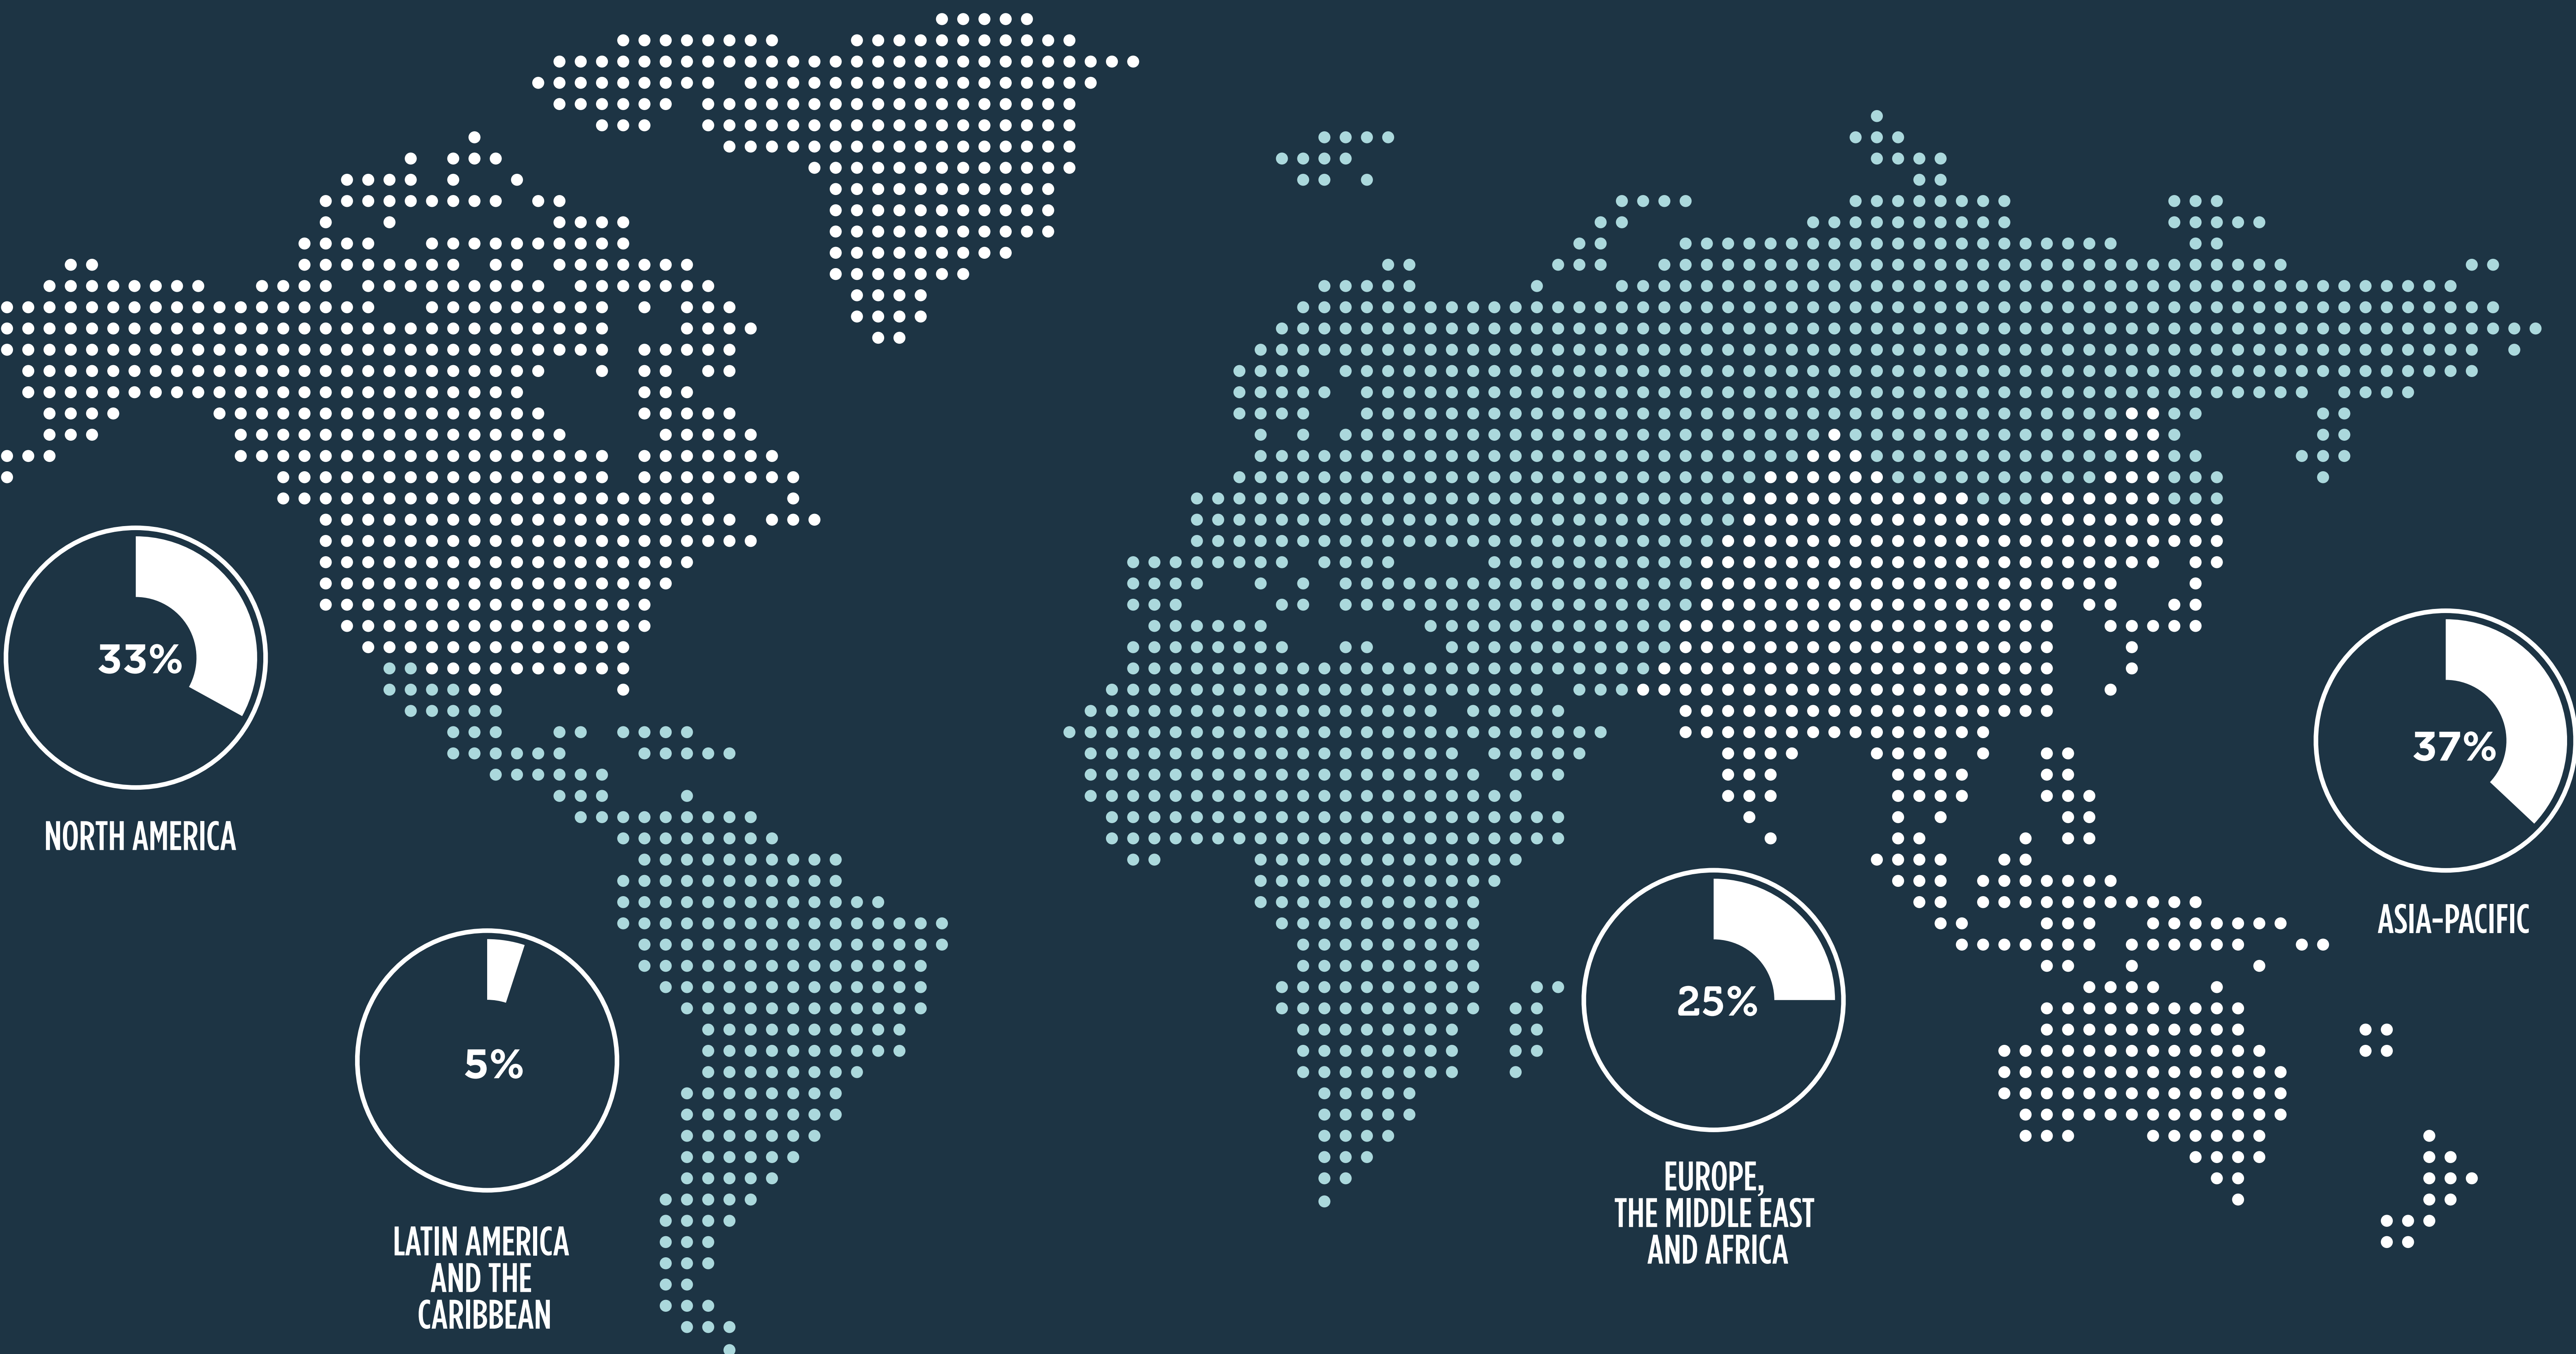 33%
NORTH AMERICA
5%
LATIN AMERICA
AND THE
CARIBBEAN
25%
EUROPE,
THE MIDDLE EAST
AND AFRICA
37%
ASIA-PACIFIC